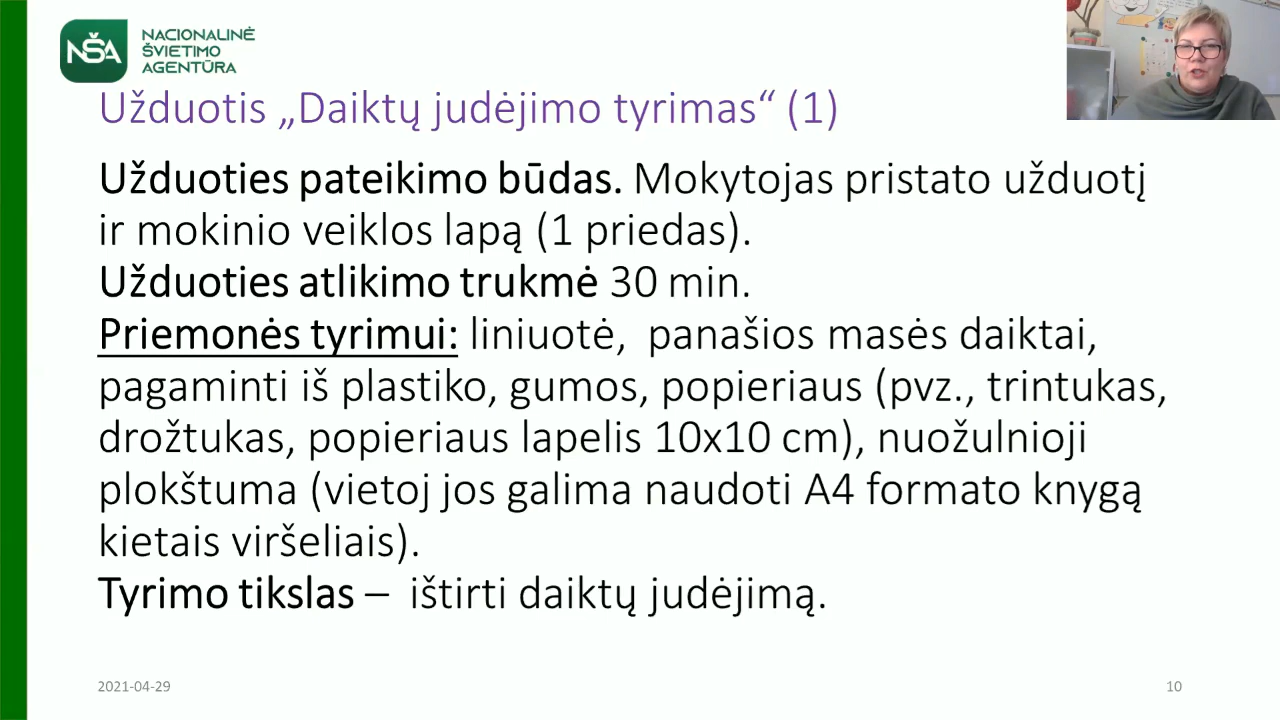 NŠA
NACIONALINĖ
ŠVIETIMO
AGENTŪRA
Užduotis „Daiktų judėjimo tyrimas“ (1)
Užduoties pateikimo būdas. Mokytojas pristato užduotį
ir mokinio veiklos lapą (1 priedas).
Užduoties atlikimo trukmė 30 min.
Priemonės tyrimui: liniuotė, panašios masės daiktai,
pagaminti iš plastiko, gumos, popieriaus (pvz., trintukas,
drožtukas, popieriaus lapelis 10x10 cm), nuožulnioji
plokštuma (vietoj jos galima naudoti A4 formato knygą
kietais viršeliais).
Tyrimo tikslas – ištirti daiktų judėjimą.
2021-04-29
10